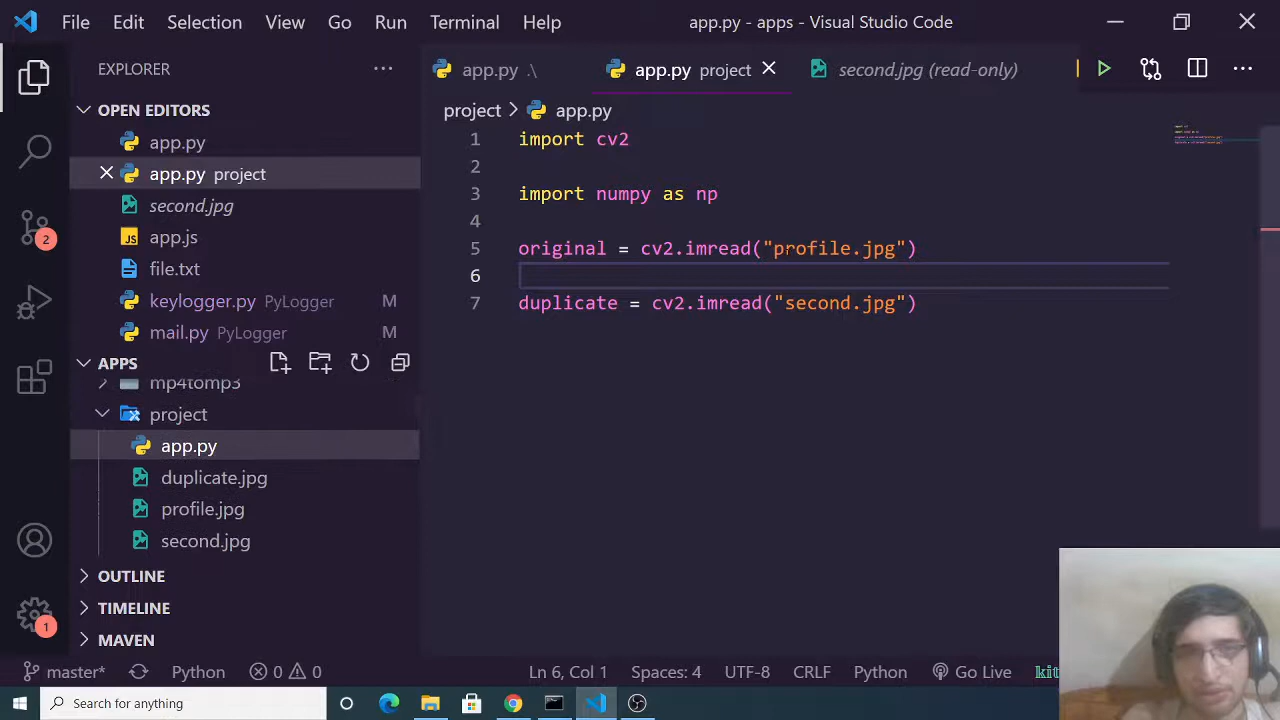 File Edit Selection View Go Run Terminal Help app.py - apps - Visual Studio Code
EXPLORER
app.py .\ app.py project second.jpg (read-only)
OPEN EDITORS
app.py
app.py project
second.jpg
JS app.js
file.txt
keylogger.py PyLogger M
mail.py PyLogger M
APPS
mp4tomp3
project
app.py
duplicate.jpg
profile.jpg
second.jpg
OUTLINE
TIMELINE
MAVEN
2
1
project > app.py
1 import cv2
2
3 import numpy as np
4
5 original = cv2.imread("profile.jpg")
6
7 duplicate = cv2.imread("second.jpg")
master* Python 0 0 Ln 6, Col 1 Spaces: 4 UTF-8 CRLF Python Go Live kit
Search for anything